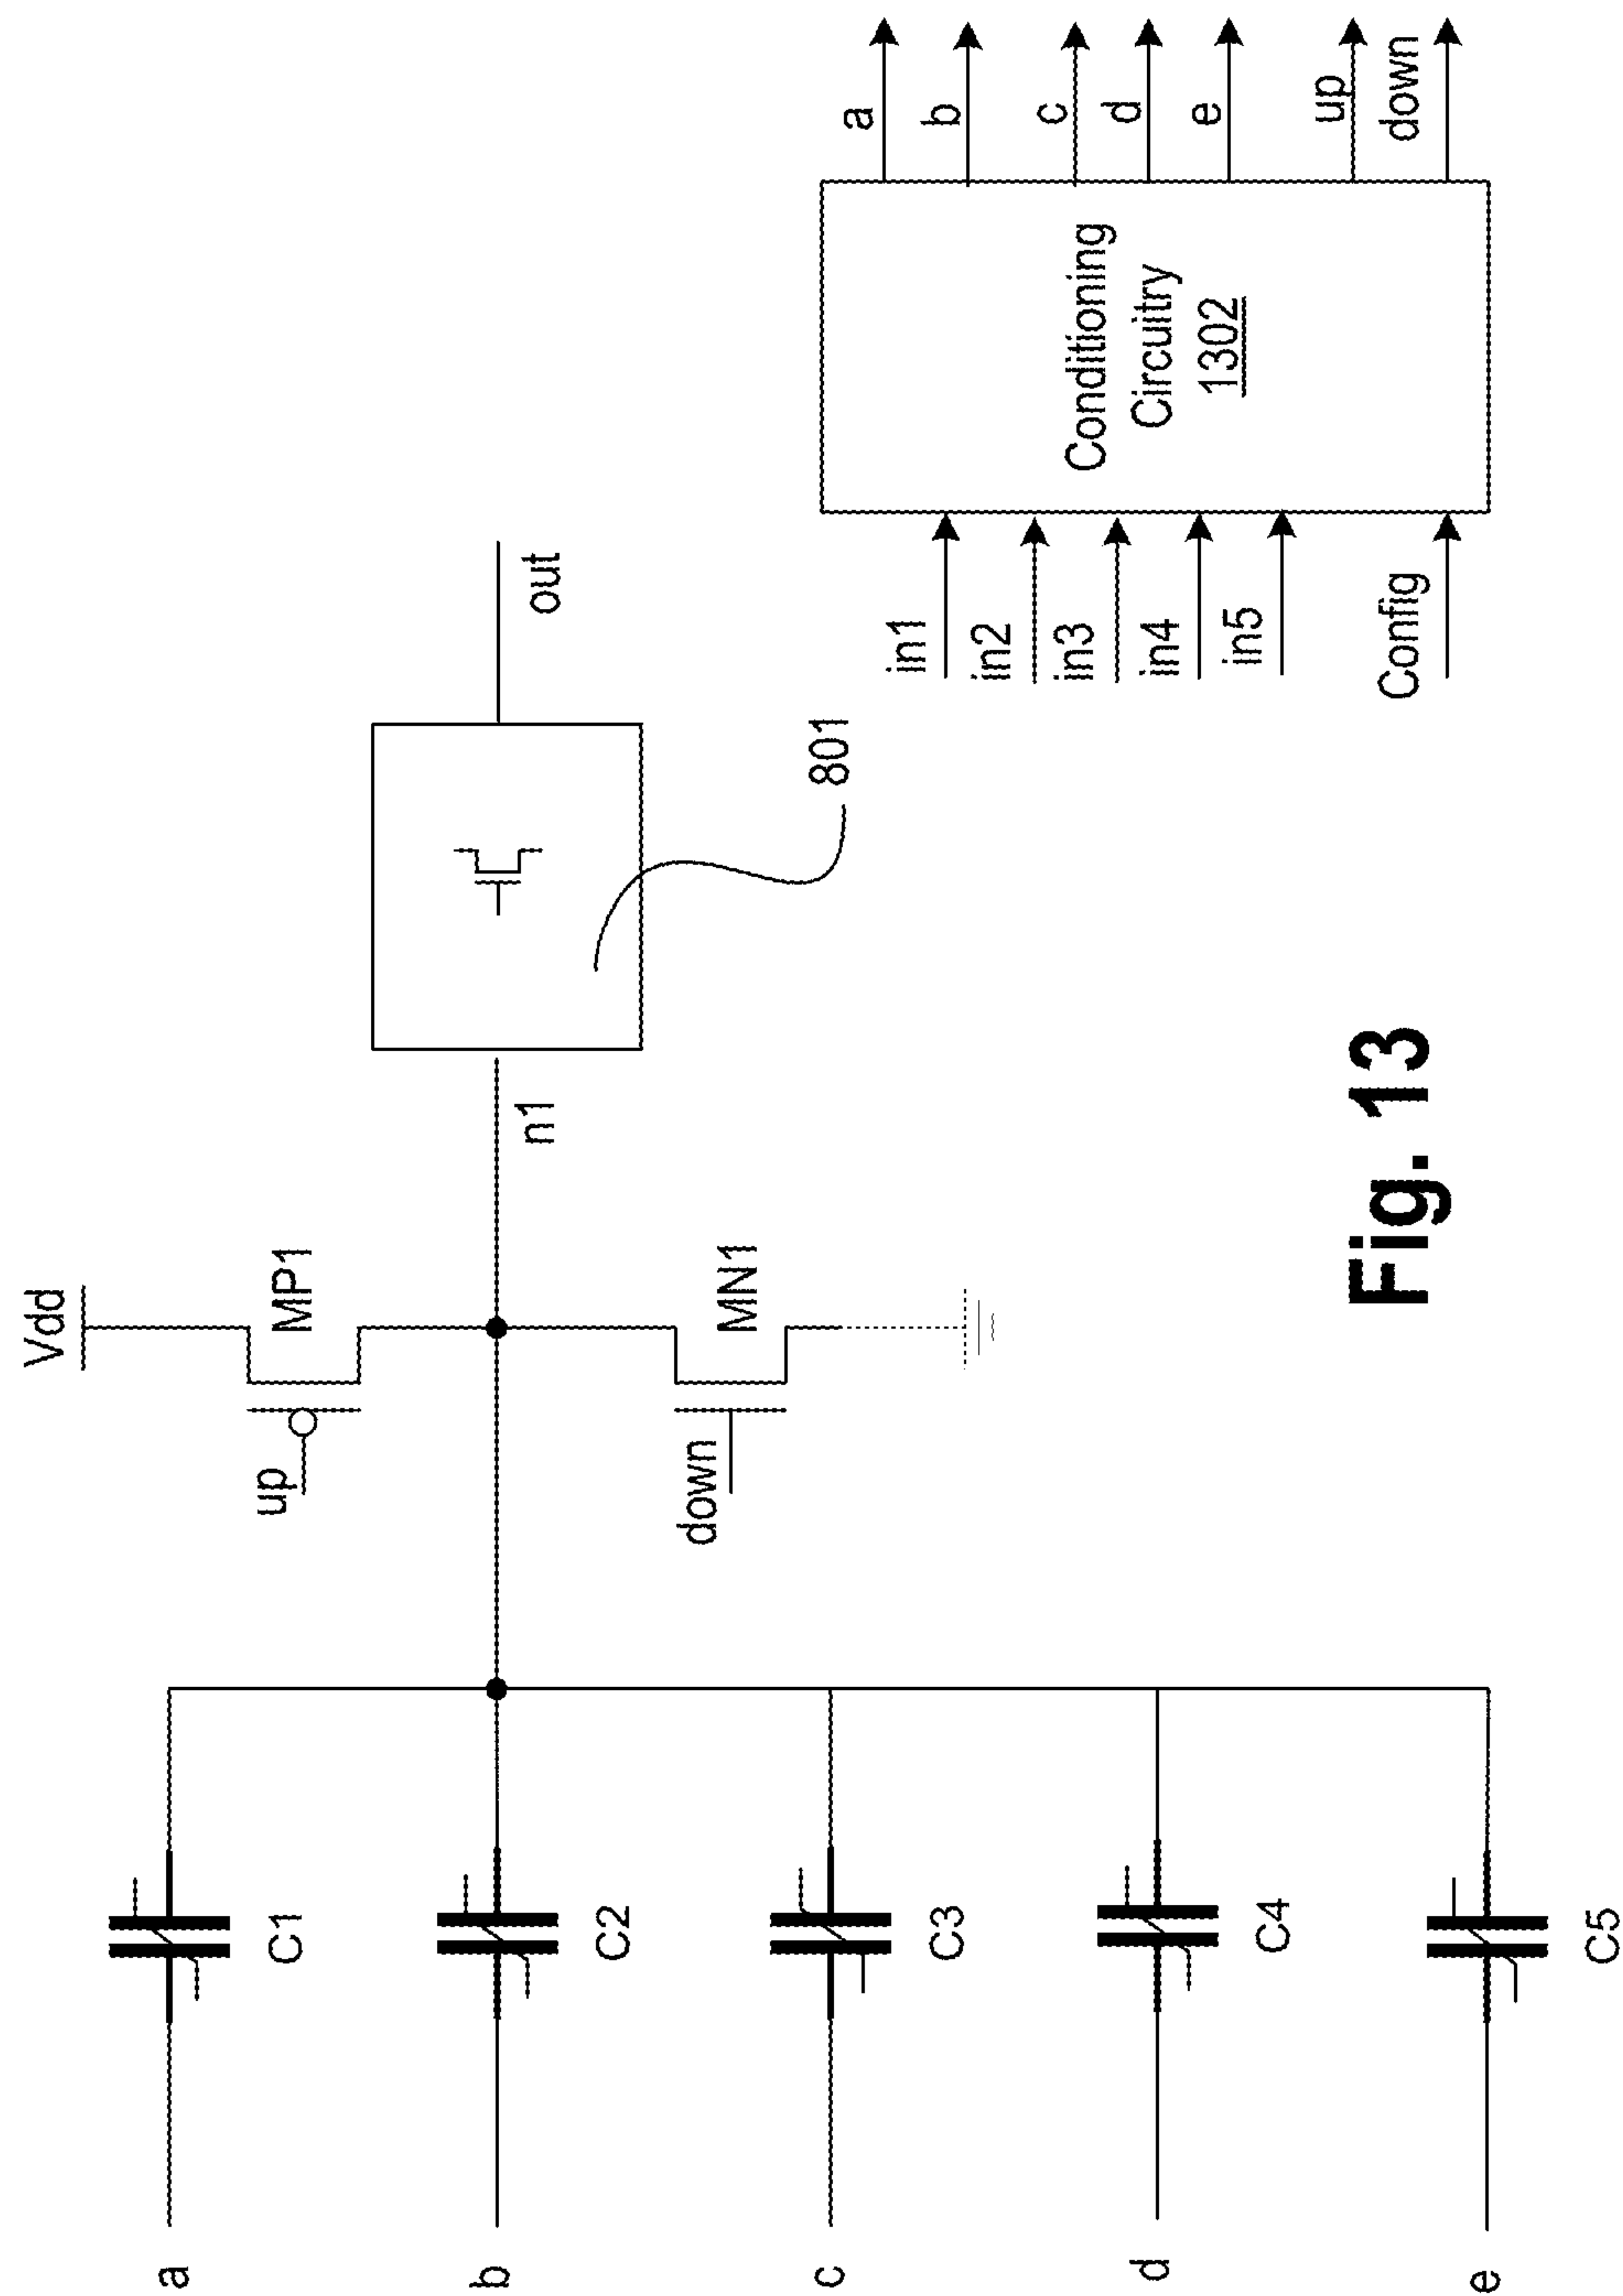 Vdd
up
MP1
a
C1
b
C2
n1
out
down
MN1
c
C3
801
d
C4
e
C5
in1
in2
in3
in4
in5
Config
Conditioning
Circuitry
1302
a
b
c
d
e
up
down
Fig. 13